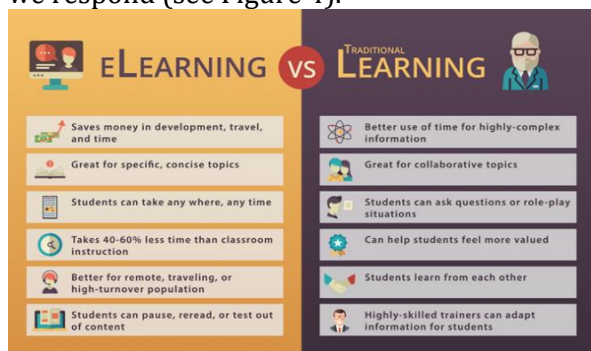 we respond (see Figure 1).
ELEARNING VS TRADITIONAL LEARNING
Saves money in development, travel,
and time
Great for specific, concise topics
Students can take any where, any time
Takes 40-60% less time than classroom
instruction
Better for remote, traveling, or
high-turnover population
Students can pause, reread, or test out
of content
Better use of time for highly-complex
information
Great for collaborative topics
Students can ask questions or role-play
situations
Can help students feel more valued
Students learn from each other
Highly-skilled trainers can adapt
information for students